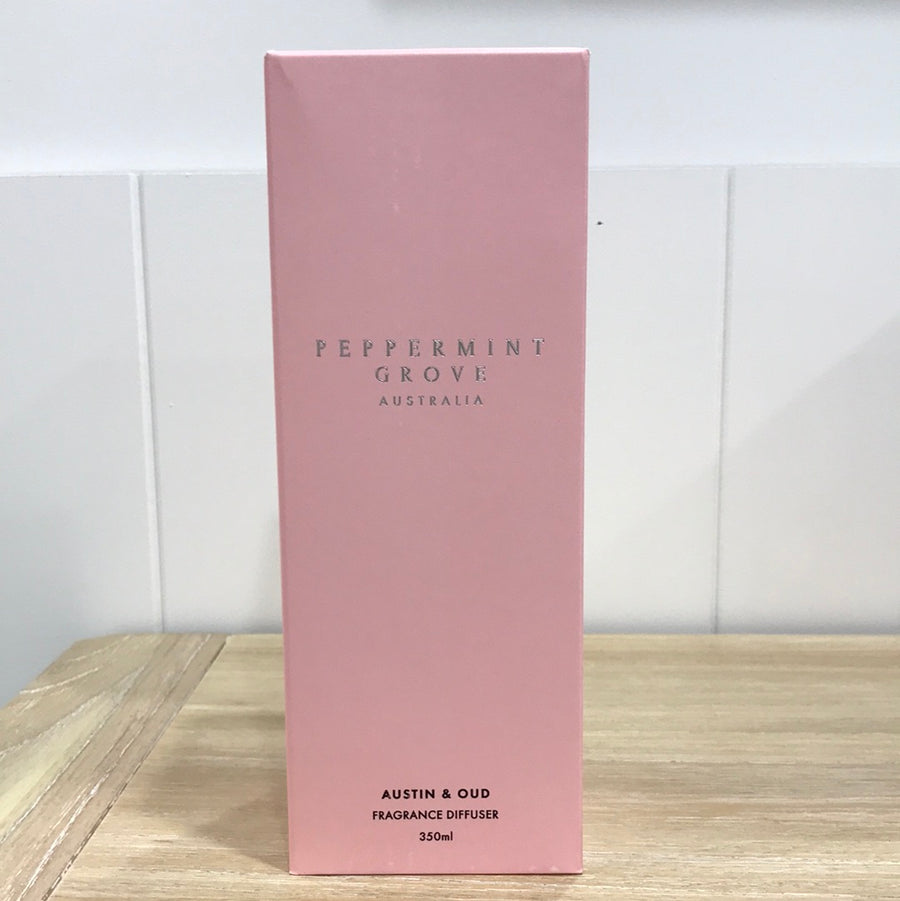 PEPPERMINT
GROVE
AUSTRALIA
AUSTIN & OUD
FRAGRANCE DIFFUSER
350ml